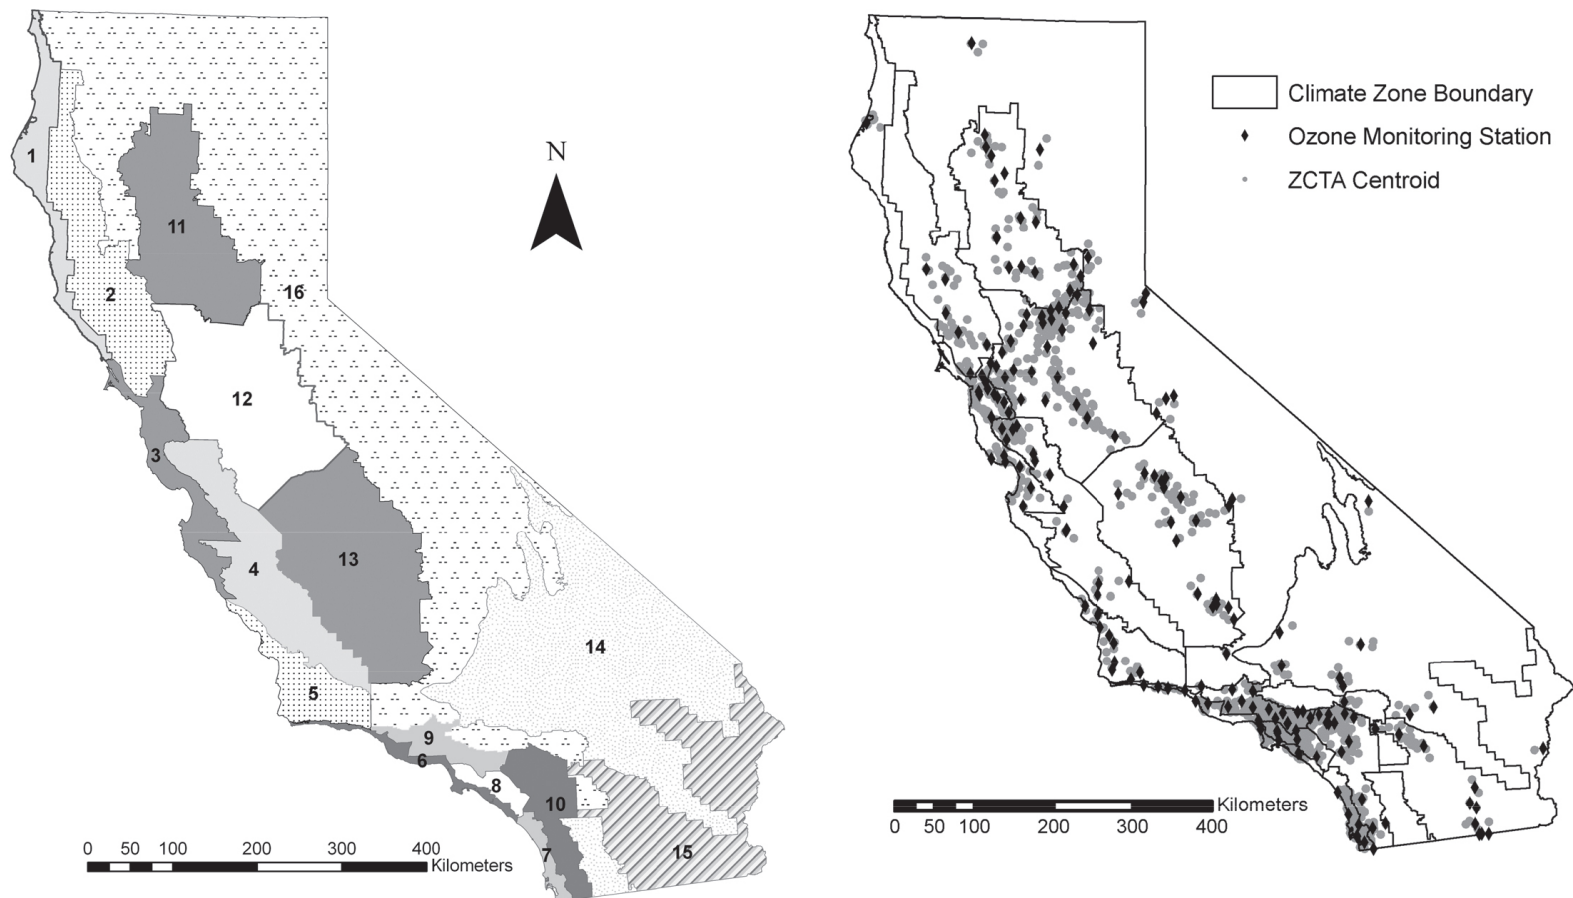 N
1
2
3
4
5
6
7
8
9
10
11
12
13
14
15
16
0 50 100 200 300 400
Kilometers
Climate Zone Boundary
Ozone Monitoring Station
ZCTA Centroid
Kilometers
0 50 100 200 300 400